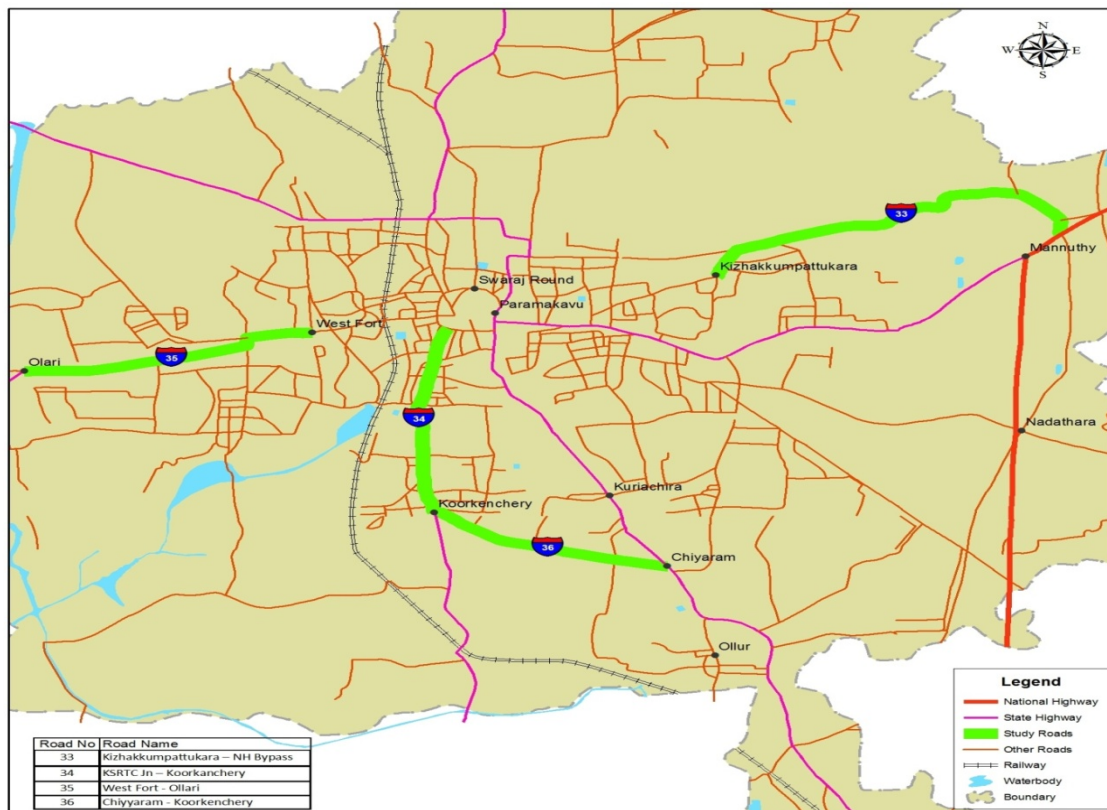 N
W E
S
33
Kizhakkumpattukara
Mannuthy
Swaraj Round
Paramakavu
West Fort
Olari
35
34
Nadathara
Kuriachira
Koorkenchery
36
Chiyaram
Ollur
Legend
National Highway
State Highway
Study Roads
Other Roads
Railway
Waterbody
Boundary
Road No Road Name
33 Kizhakkumpattukara – NH Bypass
34 KSRTC Jn – Koorkanchery
35 West Fort - Ollari
36 Chiyyaram - Koorkenchery